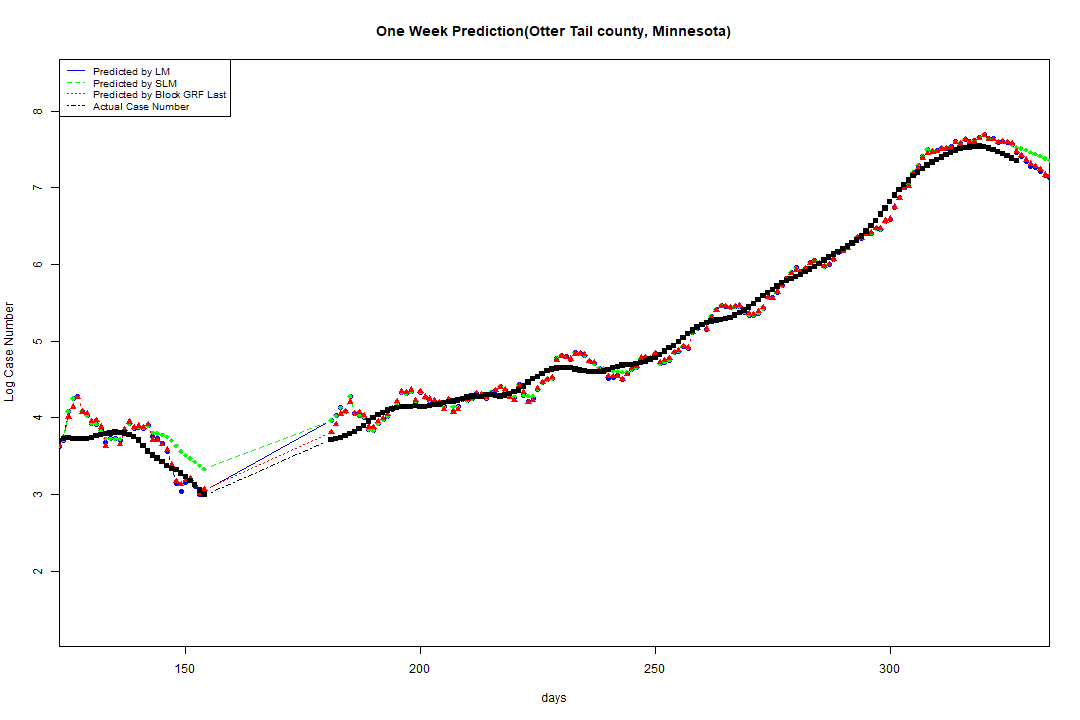 One Week Prediction(Otter Tail county, Minnesota)
Predicted by LM
Predicted by SLM
Predicted by Block GRF Last
Actual Case Number
8
7
6
5
4
3
2
Log Case Number
150 200 250 300
days